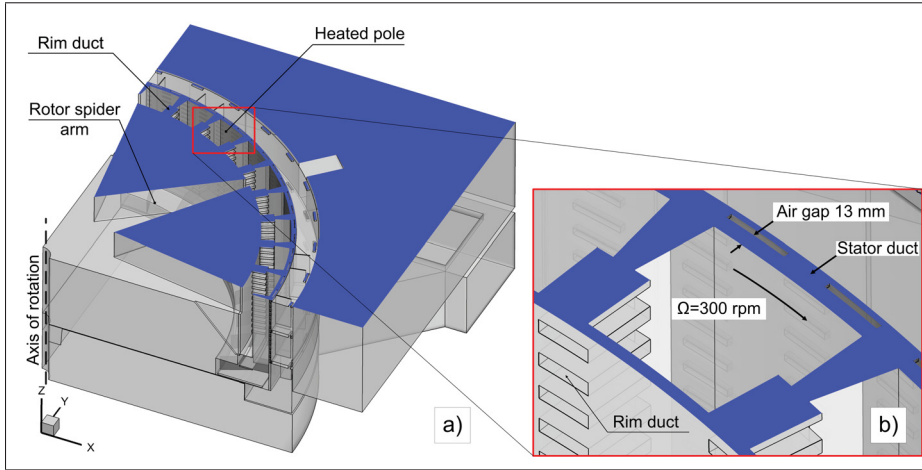 Heated pole
Rim duct
Rotor spider
arm
Axis of rotation
Z
Y
X
a)
Air gap 13 mm
Stator duct
Ω=300 rpm
Rim duct
b)